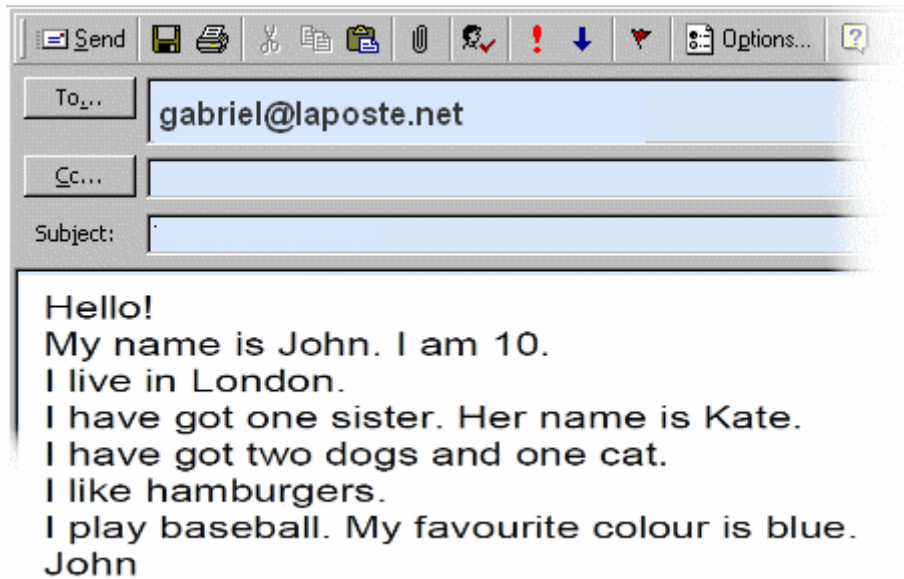 Send Options...
To... gabriel@laposte.net
Cc...
Subject:
Hello!
My name is John. I am 10.
I live in London.
I have got one sister. Her name is Kate.
I have got two dogs and one cat.
I like hamburgers.
I play baseball. My favourite colour is blue.
John